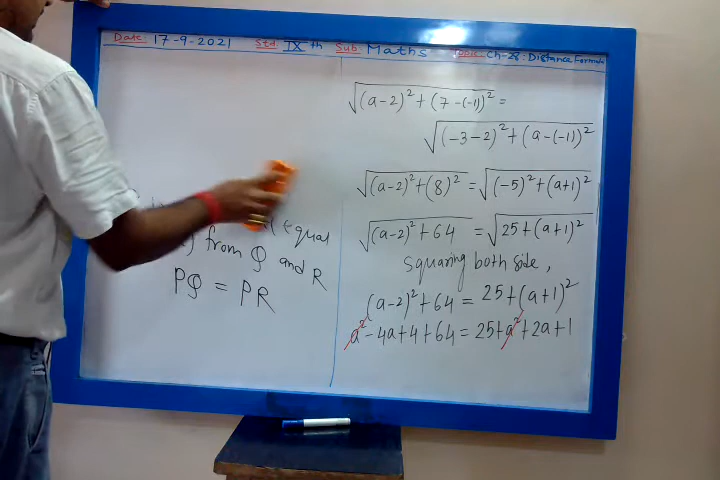 Date: 17-9-2021 Std IX th Sub: Maths Topic: Ch-28: Distance Formula
(Equal
from Q and R
PQ = PR
√(a-2)² + (7-(-1))² =
√(-3-2)² + (a-(-1))²
√(a-2)² + (8)² = √(-5)² + (a+1)²
√(a-2)² + 64 = √25 + (a+1)²
Squaring both side,
(a-2)² + 64 = 25 + (a+1)²
a² - 4a + 4 + 64 = 25 + a² + 2a + 1